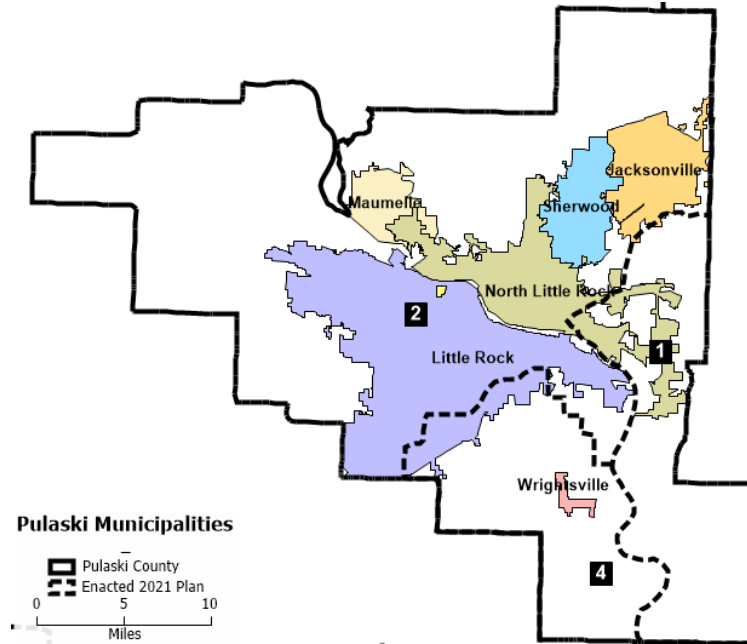 Jacksonville
Maumelle
Sherwood
North Little Rock
2
Little Rock
1
Wrightsville
Pulaski Municipalities
Pulaski County
4
Enacted 2021 Plan
0 5 10
Miles